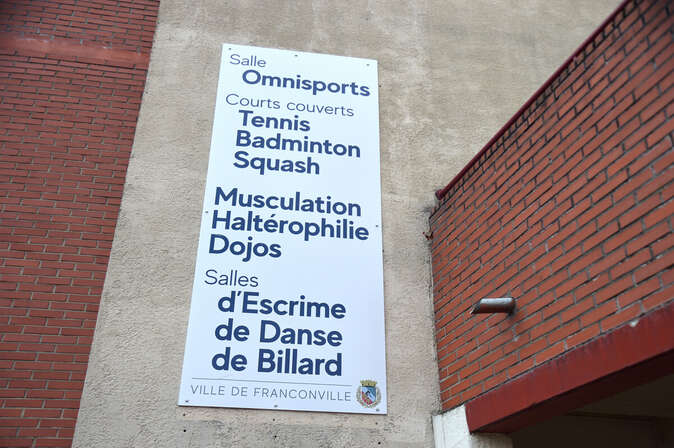 Salle
Omnisports
Courts couverts
Tennis
Badminton
Squash
Musculation
Haltérophilie
Dojos
Salles
d'Escrime
de Danse
de Billard
VILLE DE FRANCONVILLE